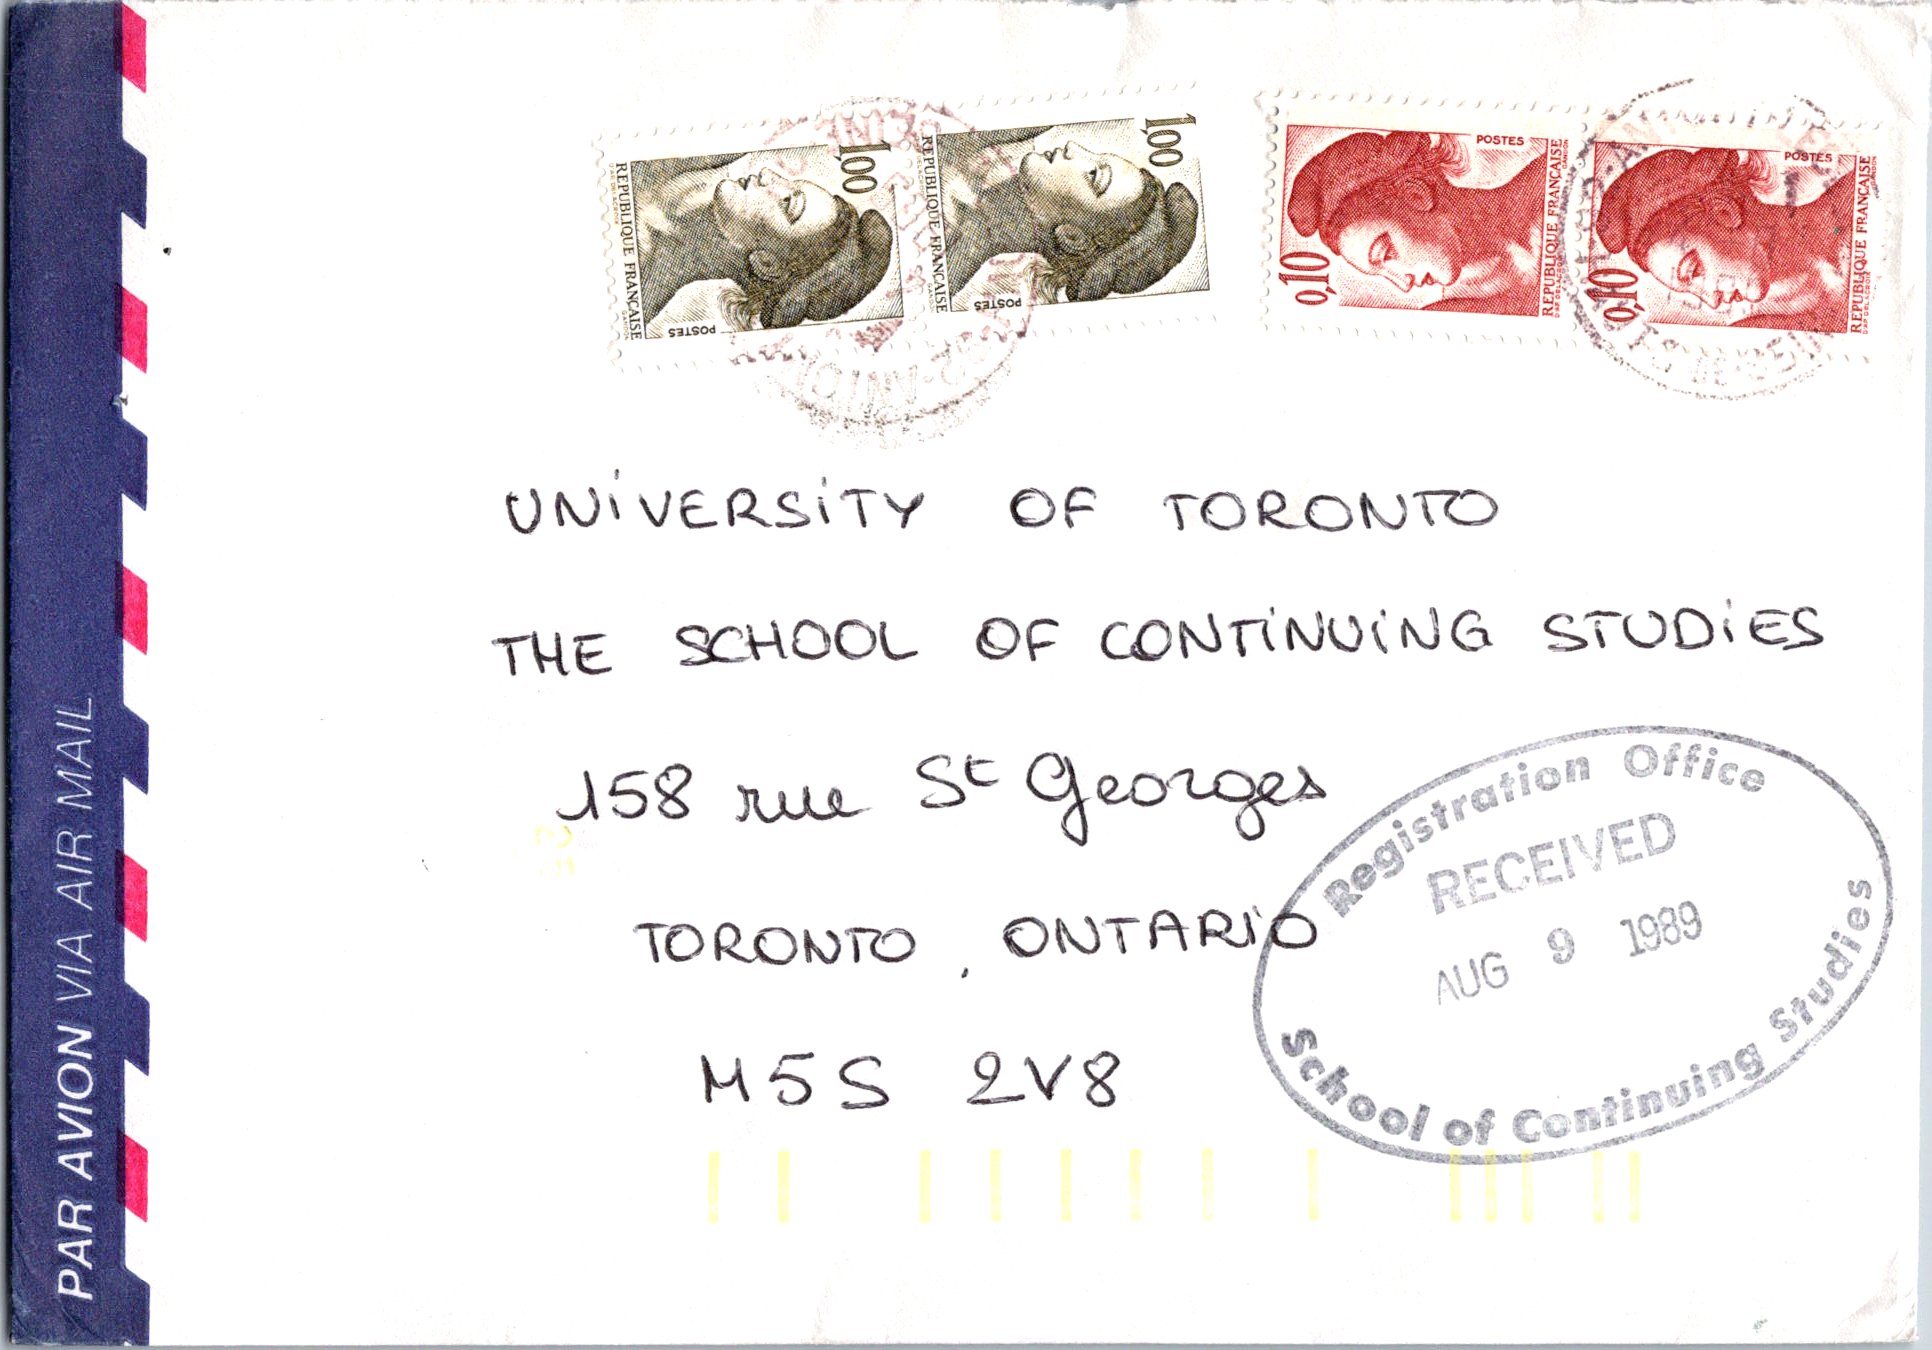 PAR AVION VIA AIR MAIL
1,00
REPUBLIQUE FRANÇAISE
POSTES
1,00
REPUBLIQUE FRANÇAISE
POSTES
POSTES
0,10
REPUBLIQUE FRANÇAISE
POSTES
0,10
REPUBLIQUE FRANÇAISE
UNIVERSITY OF TORONTO
THE SCHOOL OF CONTINUING STUDIES
158 rue St Georges
TORONTO, ONTARIO
M5S 2V8
Registration Office
RECEIVED
AUG 9 1989
School of Continuing Studies